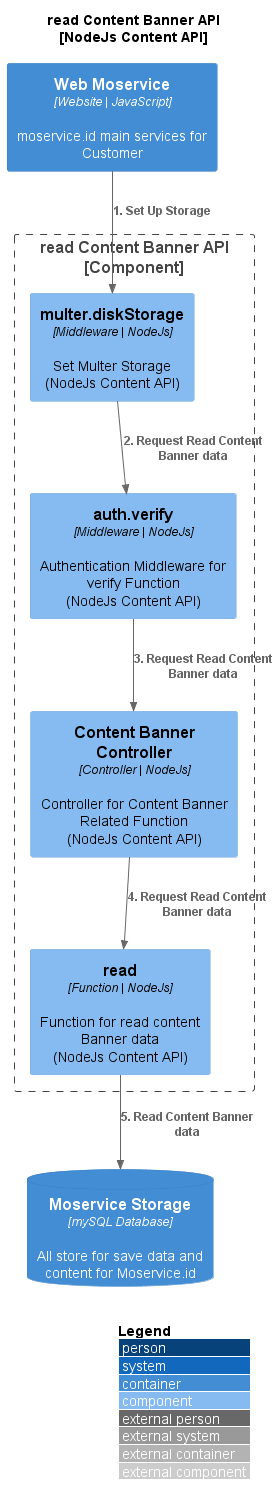 read Content Banner API
[NodeJs Content API]
Web Moservice
[Website | JavaScript]
moservice.id main services for
Customer
1. Set Up Storage
read Content Banner API
[Component]
multer.diskStorage
[Middleware | NodeJs]
Set Multer Storage
(NodeJs Content API)
2. Request Read Content
Banner data
auth.verify
[Middleware | NodeJs]
Authentication Middleware for
verify Function
(NodeJs Content API)
3. Request Read Content
Banner data
Content Banner
Controller
[Controller | NodeJs]
Controller for Content Banner
Related Function
(NodeJs Content API)
4. Request Read Content
Banner data
read
[Function | NodeJs]
Function for read content
Banner data
(NodeJs Content API)
5. Read Content Banner
data
Moservice Storage
[mySQL Database]
All store for save data and
content for Moservice.id
Legend
person
system
container
component
external person
external system
external container
external component